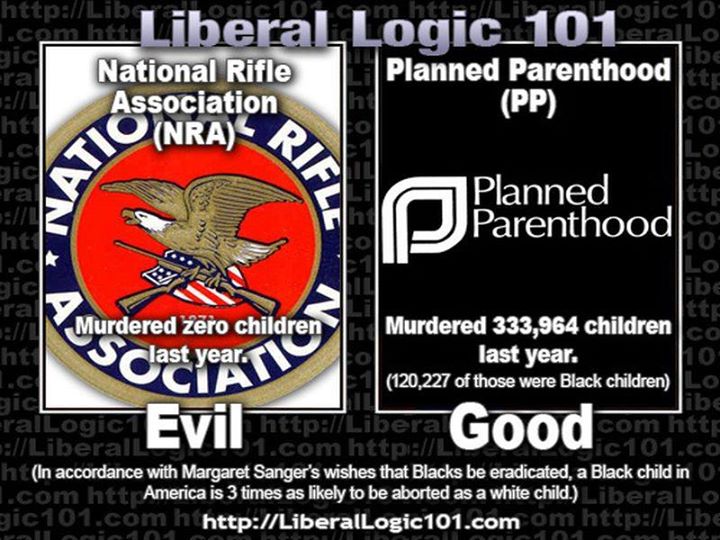 Liberal Logic 101
National Rifle
Association
(NRA)
NATIONAL RIFLE
ASSOCIATION
Murdered zero children
last year.
Evil
Planned Parenthood
(PP)
Planned
Parenthood
Murdered 333,964 children
last year.
(120,227 of those were Black children)
Good
(In accordance with Margaret Sanger's wishes that Blacks be eradicated, a Black child in
America is 3 times as likely to be aborted as a white child.)
http://LiberalLogic101.com